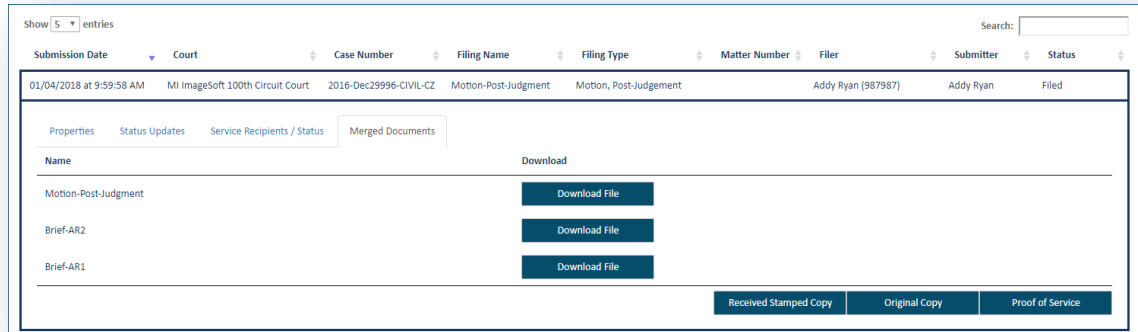 Show 5 entries Search:
Submission Date Court Case Number Filing Name Filing Type Matter Number Filer Submitter Status
01/04/2018 at 9:59:58 AM MI ImageSoft 100th Circuit Court 2016-Dec29996-CIVIL-CZ Motion-Post-Judgment Motion, Post-Judgement Addy Ryan (987987) Addy Ryan Filed
Properties Status Updates Service Recipients / Status Merged Documents
Name Download
Motion-Post-Judgment Download File
Brief-AR2 Download File
Brief-AR1 Download File
Received Stamped Copy Original Copy Proof of Service